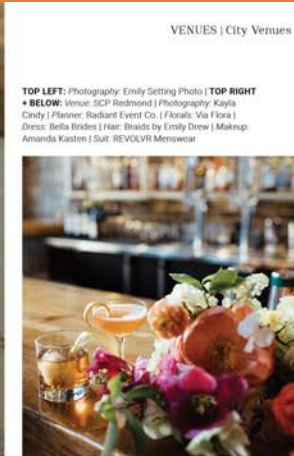 VENUES | City Venues
TOP LEFT: Photography: Emily Setting Photo | TOP RIGHT
+ BELOW: Venue: SCP Redmond | Photography: Kayla
Cindy | Planner: Radiant Event Co. | Florals: Via Flora |
Dress: Bella Brides | Hair: Braids by Emily Drew | Makeup:
Amanda Kasten | Suit: REVOLVR Menswear